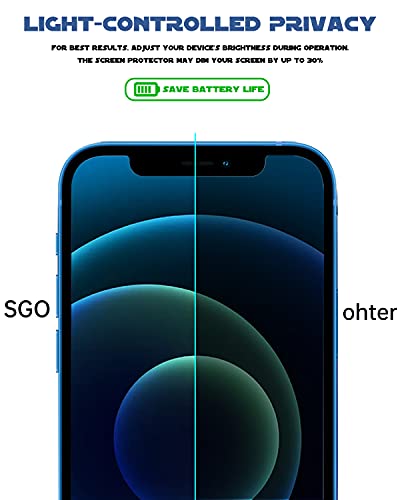 LIGHT-CONTROLLED PRIVACY
FOR BEST RESULTS, ADJUST YOUR DEVICE'S BRIGHTNESS DURING OPERATION.
THE SCREEN PROTECTOR MAY DIM YOUR SCREEN BY UP TO 30%.
SAVE BATTERY LIFE
SGO
ohter